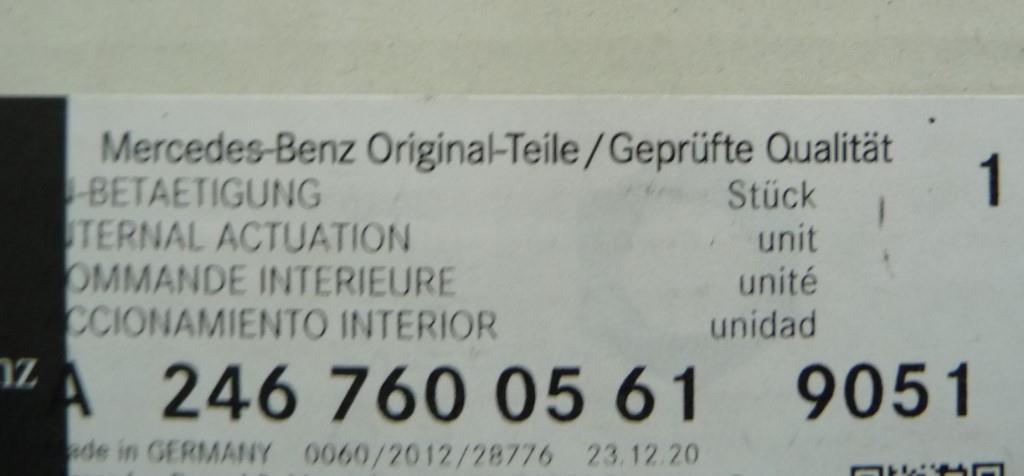 Mercedes-Benz Original-Teile/Geprüfte Qualität 1
-BETAETIGUNG Stück
TERNAL ACTUATION unit
OMMANDE INTERIEURE unité
CCIONAMIENTO INTERIOR unidad
nz
A 246 760 05 61 9051
ade in GERMANY 0060/2012/28776 23.12.20